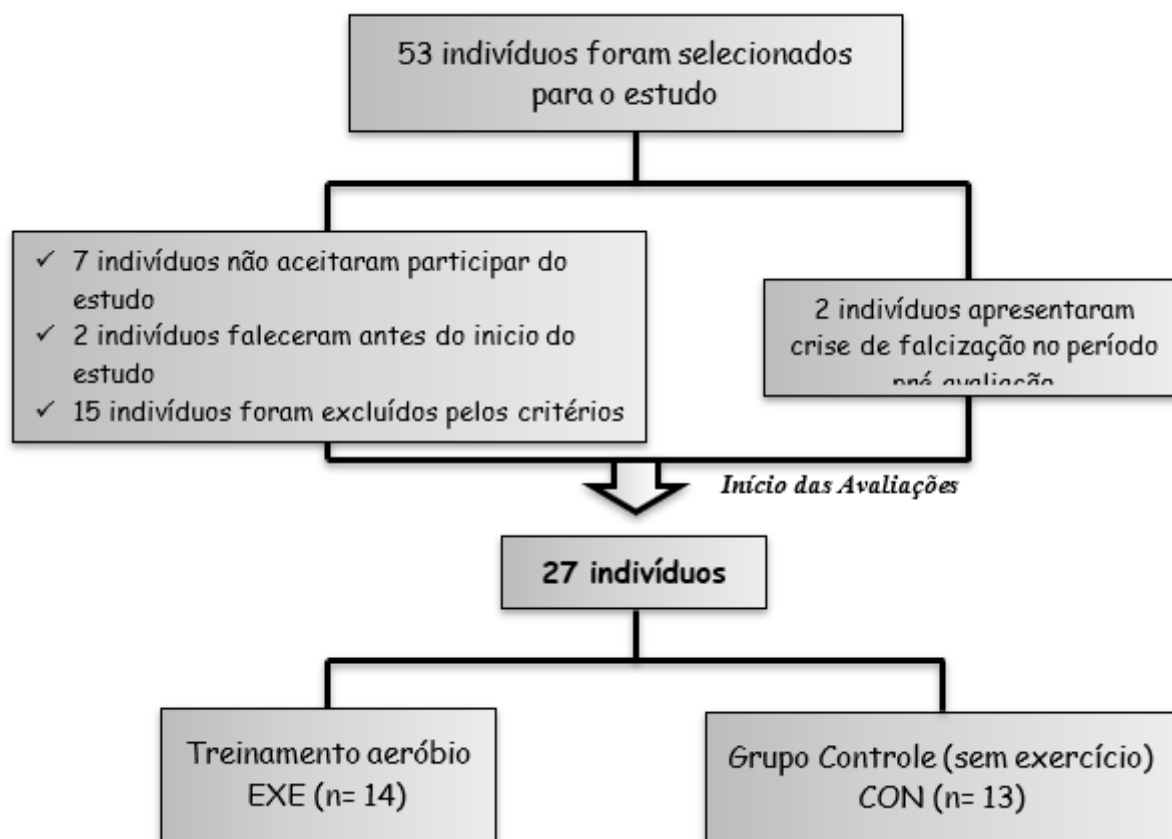 53 indivíduos foram selecionados
para o estudo
✓ 7 indivíduos não aceitaram participar do
estudo
✓ 2 indivíduos faleceram antes do inicio do
estudo
✓ 15 indivíduos foram excluídos pelos critérios
2 indivíduos apresentaram
crise de falcização no período
pré avaliação
Início das Avaliações
27 indivíduos
Treinamento aeróbio
EXE (n= 14)
Grupo Controle (sem exercício)
CON (n= 13)